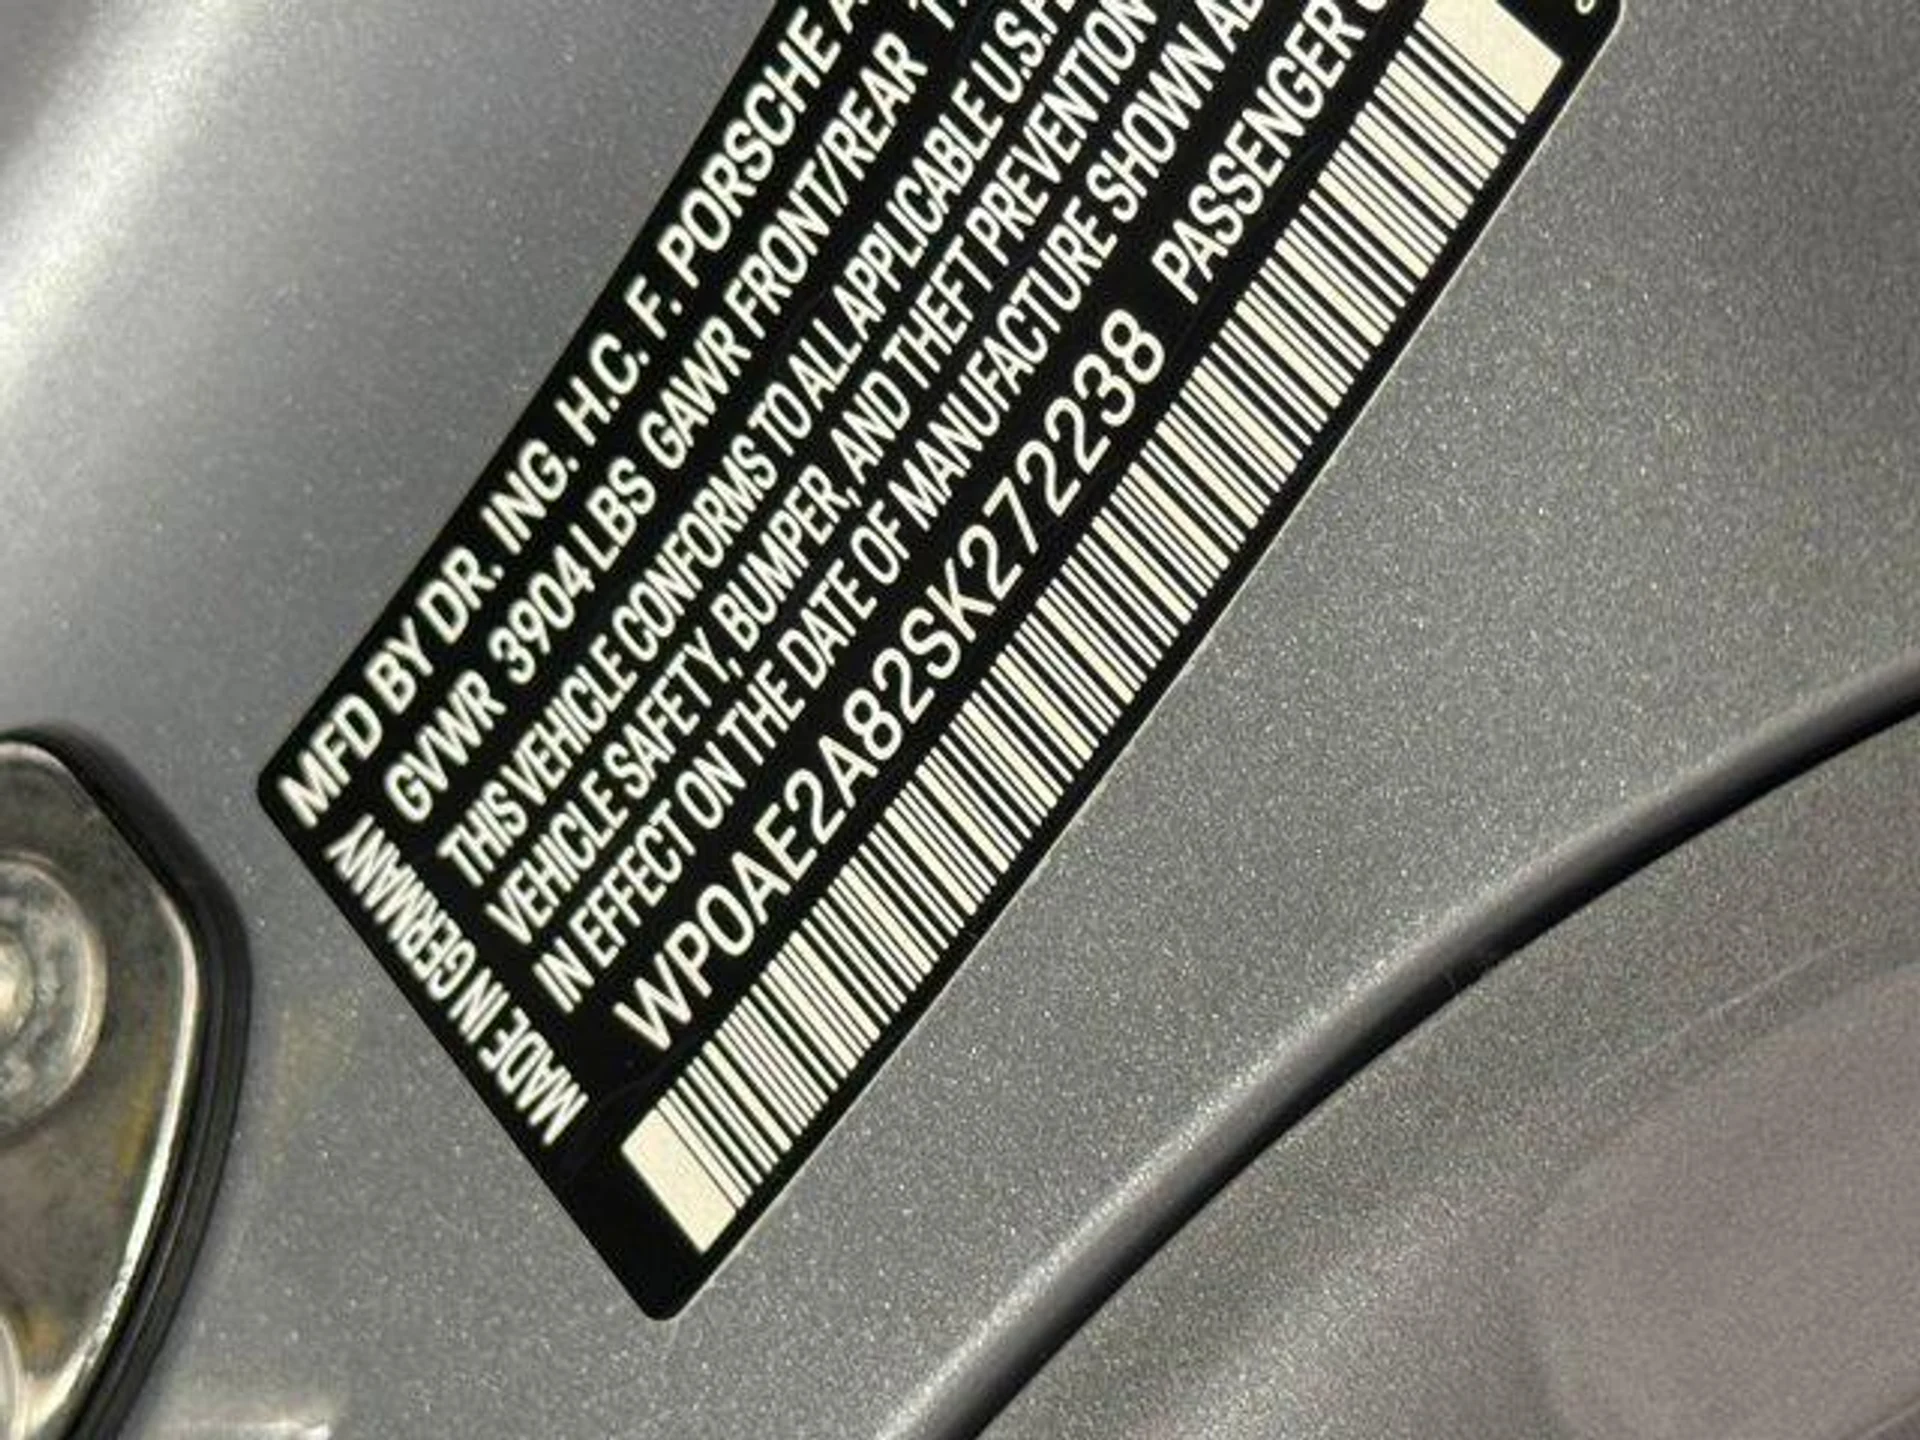 MFD BY DR. ING. H.C. F. PORSCHE
GVWR 3904 LBS GAWR FRONT/REAR
THIS VEHICLE CONFORMS TO ALL APPLICABLE
VEHICLE SAFETY, BUMPER, AND THEFT PREVENTION
IN EFFECT ON THE DATE OF MANUFACTURE SHOWN
WP0AE2A82SK272238 PASSENGER
MADE IN GERMANY